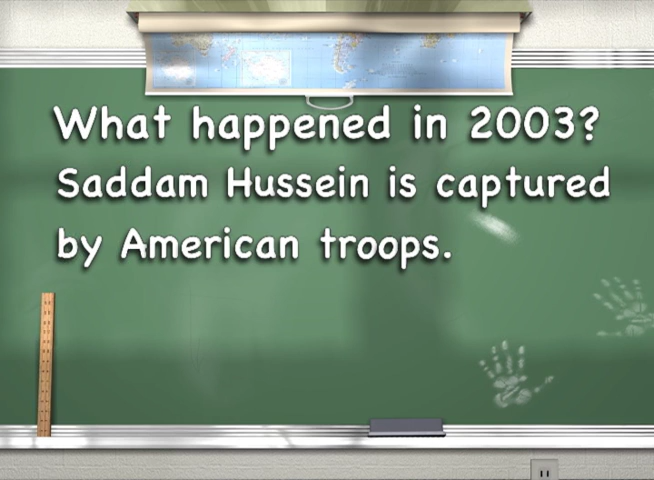 What happened in 2003?
Saddam Hussein is captured
by American troops.